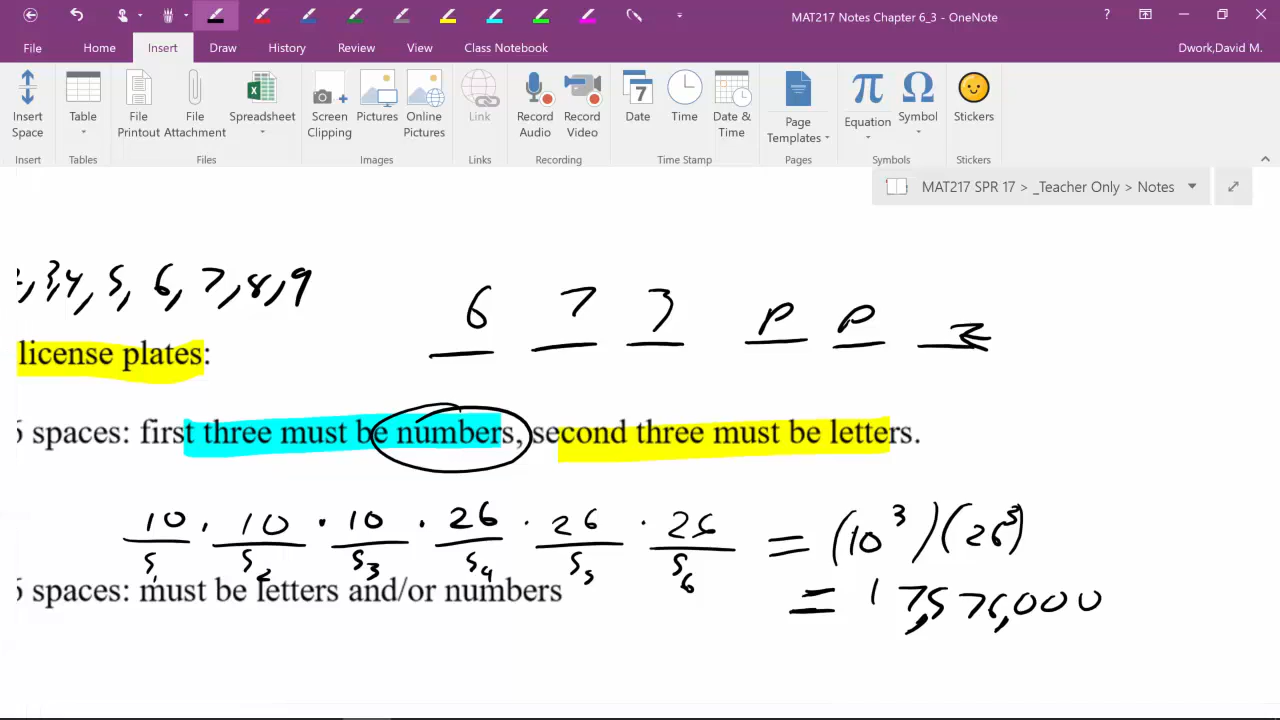 MAT217 Notes Chapter 6_3 - OneNote
?
File Home Insert Draw History Review View Class Notebook Dwork,David M.
Insert Space Table File Printout File Attachment Spreadsheet Screen Clipping Pictures Online Pictures Link Record Audio Record Video Date Time Date & Time Page Templates Equation Symbol Stickers
Insert Tables Files Images Links Recording Time Stamp Pages Symbols Stickers
MAT217 SPR 17 > _Teacher Only > Notes
,3,4, 5, 6, 7, 8, 9
6 7 3 P P Z
license plates:
6 spaces: first three must be numbers, second three must be letters.
10 · 10 · 10 · 26 · 26 · 26 = (10³)(26³)
S1 S2 S3 S4 S5 S6
6 spaces: must be letters and/or numbers
= 17,576,000